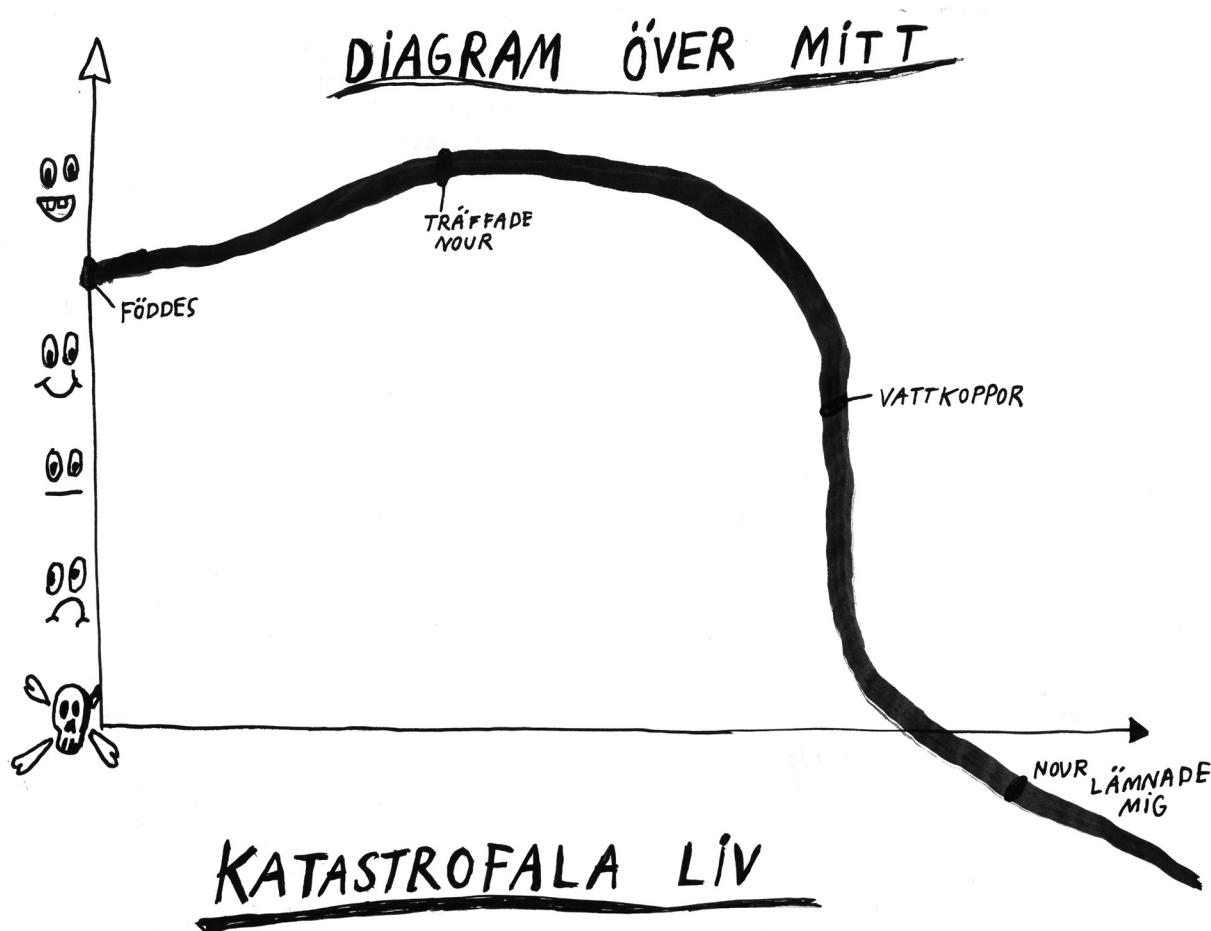 DIAGRAM ÖVER MITT
TRÄFFADE
NOUR
FÖDDES
VATTKOPPOR
NOUR LÄMNADE
MIG
KATASTROFALA LIV